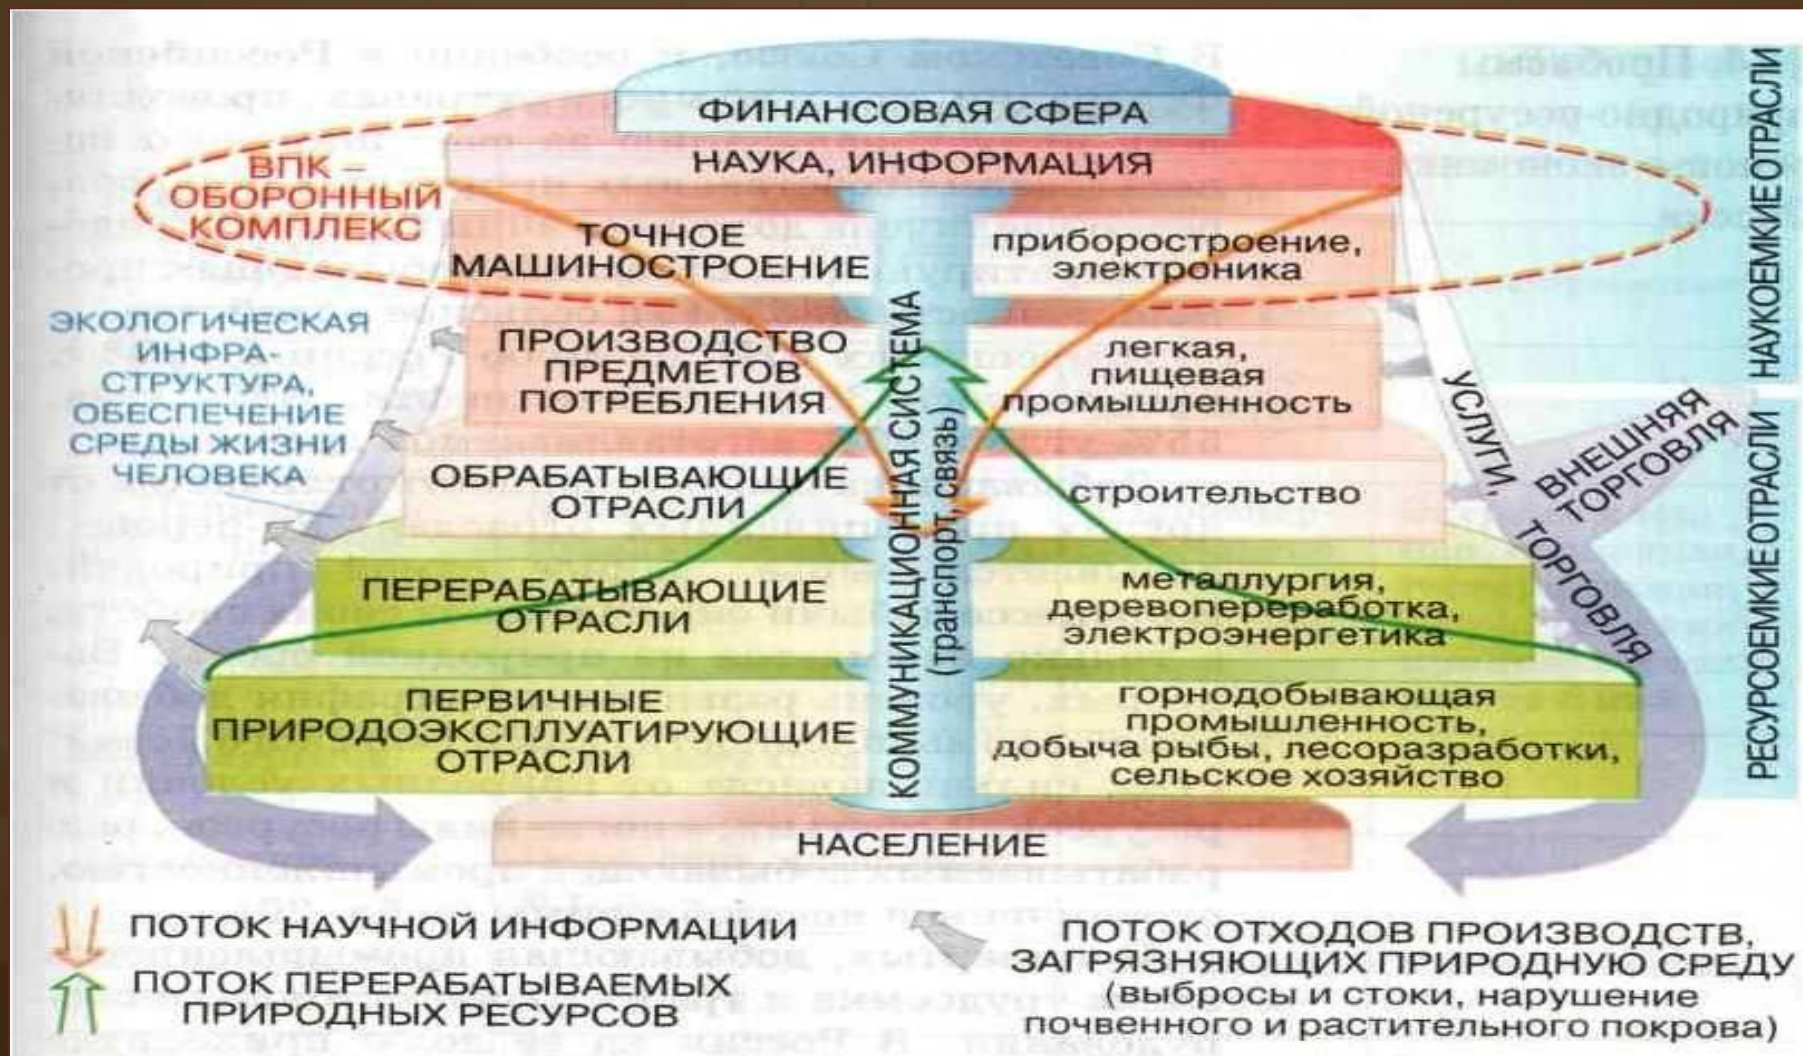 ФИНАНСОВАЯ СФЕРА
НАУКА, ИНФОРМАЦИЯ
ВПК –
ОБОРОННЫЙ
КОМПЛЕКС
ТОЧНОЕ
МАШИНОСТРОЕНИЕ
приборостроение,
электроника
ЭКОЛОГИЧЕСКАЯ
ИНФРА-
СТРУКТУРА,
ОБЕСПЕЧЕНИЕ
СРЕДЫ ЖИЗНИ
ЧЕЛОВЕКА
ПРОИЗВОДСТВО
ПРЕДМЕТОВ
ПОТРЕБЛЕНИЯ
легкая,
пищевая
промышленность
ОБРАБАТЫВАЮЩИЕ
ОТРАСЛИ
строительство
ПЕРЕРАБАТЫВАЮЩИЕ
ОТРАСЛИ
металлургия,
деревопереработка,
электроэнергетика
ПЕРВИЧНЫЕ
ПРИРОДОЭКСПЛУАТИРУЮЩИЕ
ОТРАСЛИ
горнодобывающая
промышленность,
добыча рыбы, лесоразработки,
сельское хозяйство
КОММУНИКАЦИОННАЯ СИСТЕМА
(транспорт, связь)
НАСЕЛЕНИЕ
УСЛУГИ,
ТОРГОВЛЯ
ВНЕШНЯЯ
ТОРГОВЛЯ
НАУКОЕМКИЕ ОТРАСЛИ
РЕСУРСОЕМКИЕ ОТРАСЛИ
ПОТОК НАУЧНОЙ ИНФОРМАЦИИ
ПОТОК ПЕРЕРАБАТЫВАЕМЫХ
ПРИРОДНЫХ РЕСУРСОВ
ПОТОК ОТХОДОВ ПРОИЗВОДСТВ,
ЗАГРЯЗНЯЮЩИХ ПРИРОДНУЮ СРЕДУ
(выбросы и стоки, нарушение
почвенного и растительного покрова)